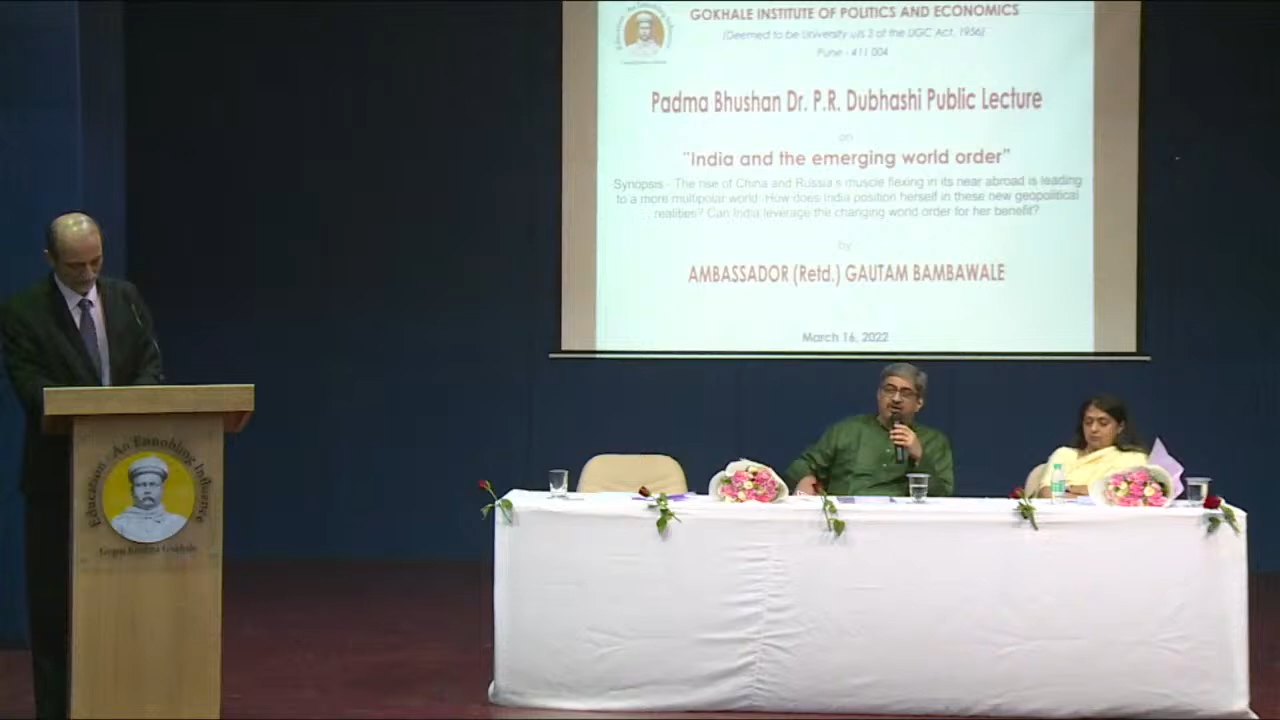 GOKHALE INSTITUTE OF POLITICS AND ECONOMICS
(Deemed to be University u/s 3 of the UGC Act, 1956)
Pune - 411 004
Padma Bhushan Dr. P.R. Dubhashi Public Lecture
on
"India and the emerging world order"
Synopsis - The rise of China and Russia's muscle flexing in its near abroad is leading
to a more multipolar world. How does India position herself in these new geopolitical
realities? Can India leverage the changing world order for her benefit?
by
AMBASSADOR (Retd.) GAUTAM BAMBAWALE
March 16, 2022
Education - An Ennobling Influence
Gopal Krishna Gokhale